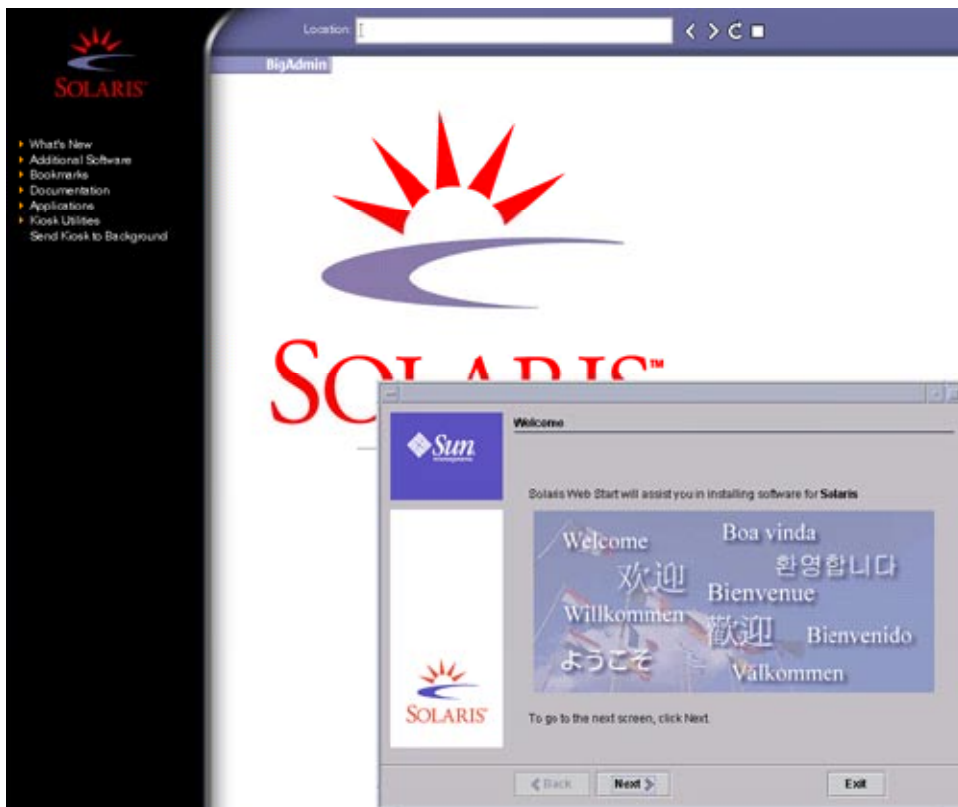 Location:
BigAdmin
SOLARIS™
What's New
Additional Software
Bookmarks
Documentation
Applications
Kiosk Utilities
Send Kiosk to Background
SOLARIS™
Welcome
Sun
microsystems
Solaris Web Start will assist you in installing software for Solaris
Welcome
Boa vinda
欢迎
환영합니다
Bienvenue
Willkommen
歡迎
Bienvenido
ようこそ
Välkommen
SOLARIS
To go to the next screen, click Next.
Back
Next
Exit